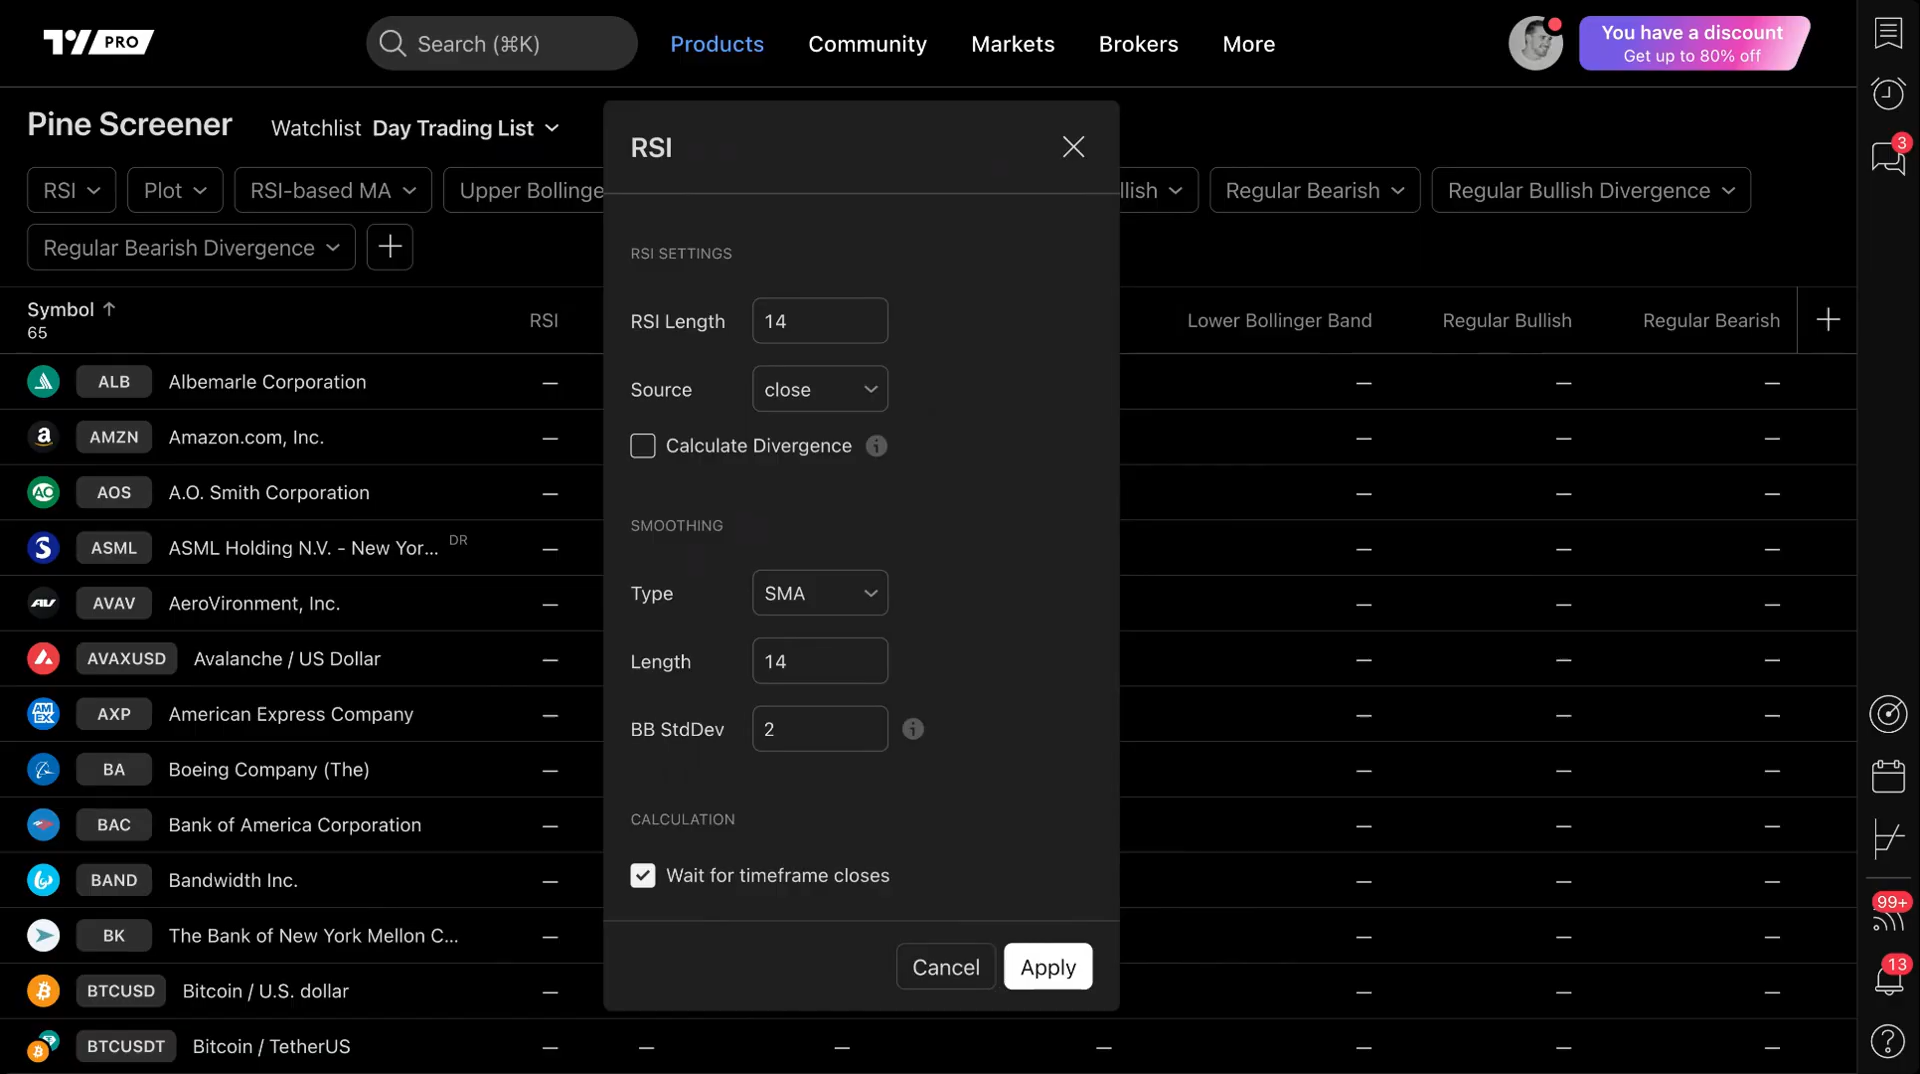 PRO
Search (⌘K)
Products
Community
Markets
Brokers
More
You have a discount
Get up to 80% off
3
Pine Screener
Watchlist Day Trading List
RSI
Plot
RSI-based MA
Upper Bollinge
llish
Regular Bearish
Regular Bullish Divergence
Regular Bearish Divergence
Symbol
65
RSI
Lower Bollinger Band
Regular Bullish
Regular Bearish
ALB Albemarle Corporation — — — —
AMZN Amazon.com, Inc. — — — —
AOS A.O. Smith Corporation — — — —
ASML ASML Holding N.V. - New Yor... DR — — — —
AVAV AeroVironment, Inc. — — — —
AVAXUSD Avalanche / US Dollar — — — —
AM EX AXP American Express Company — — — —
BA Boeing Company (The) — — — —
BAC Bank of America Corporation — — — —
BAND Bandwidth Inc. — — — —
BK The Bank of New York Mellon C... — — — —
BTCUSD Bitcoin / U.S. dollar — — — —
BTCUSDT Bitcoin / TetherUS — — — — — — —
RSI
RSI SETTINGS
RSI Length 14
Source close
Calculate Divergence
SMOOTHING
Type SMA
Length 14
BB StdDev 2
CALCULATION
Wait for timeframe closes
Cancel
Apply
99+
13